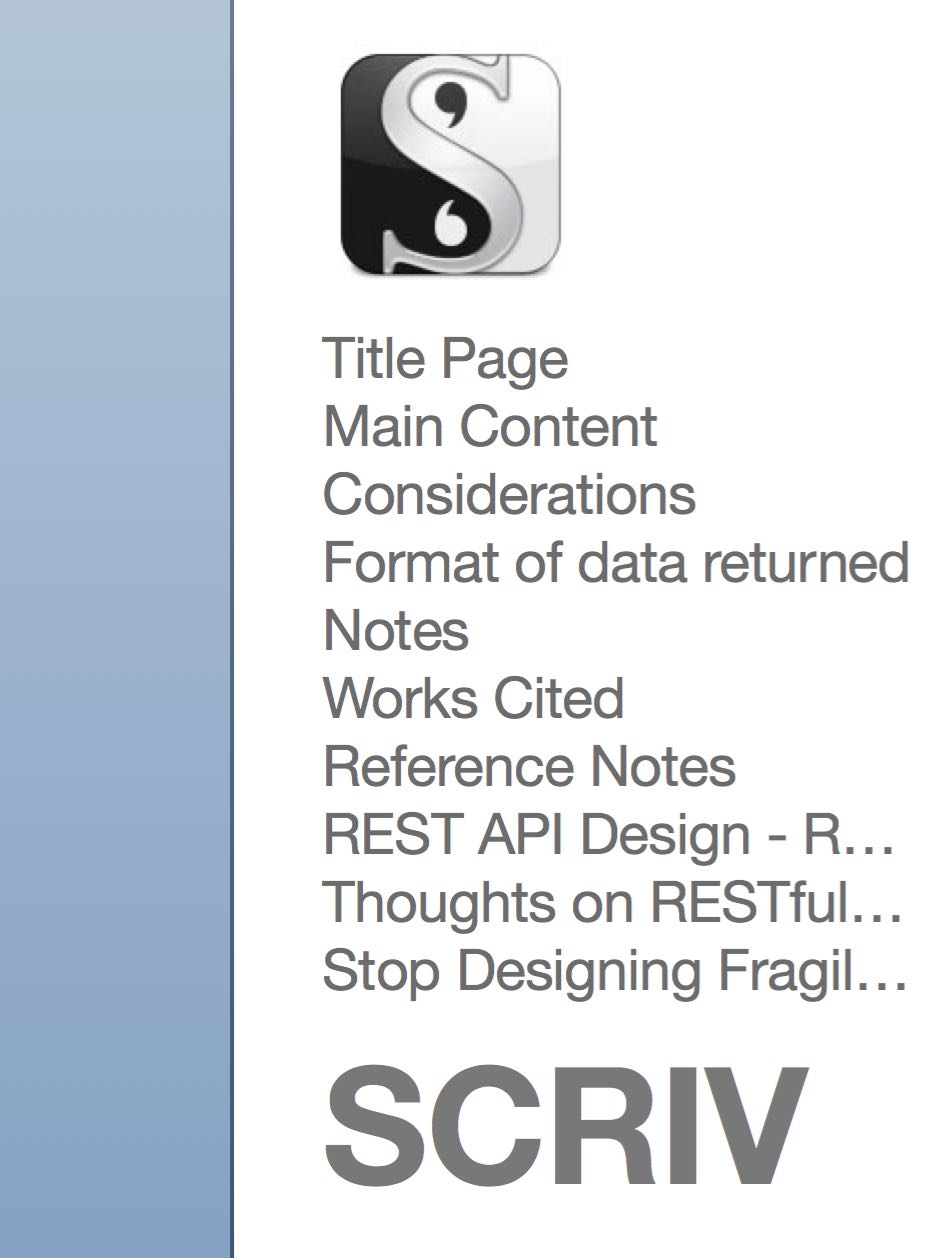 Title Page
Main Content
Considerations
Format of data returned
Notes
Works Cited
Reference Notes
REST API Design - R…
Thoughts on RESTful…
Stop Designing Fragil…
SCRIV